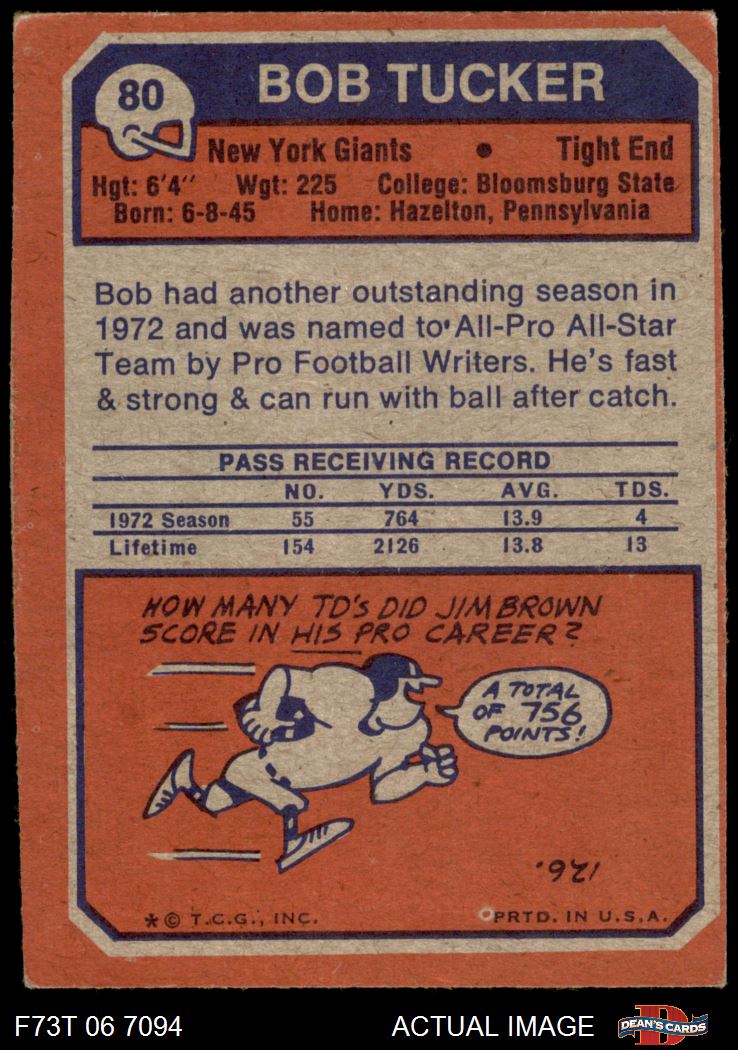 80
BOB TUCKER
New York Giants • Tight End
Hgt: 6'4" Wgt: 225 College: Bloomsburg State
Born: 6-8-45 Home: Hazelton, Pennsylvania
Bob had another outstanding season in
1972 and was named to All-Pro All-Star
Team by Pro Football Writers. He's fast
& strong & can run with ball after catch.
PASS RECEIVING RECORD
NO. YDS. AVG. TDS.
1972 Season 55 764 13.9 4
Lifetime 154 2126 13.8 13
HOW MANY TD'S DID JIM BROWN
SCORE IN HIS PRO CAREER?
A TOTAL
OF 756
POINTS!
126.
* © T.C.G., INC. PRTD. IN U.S.A.
F73T 06 7094 ACTUAL IMAGE
D
DEAN'S CARDS